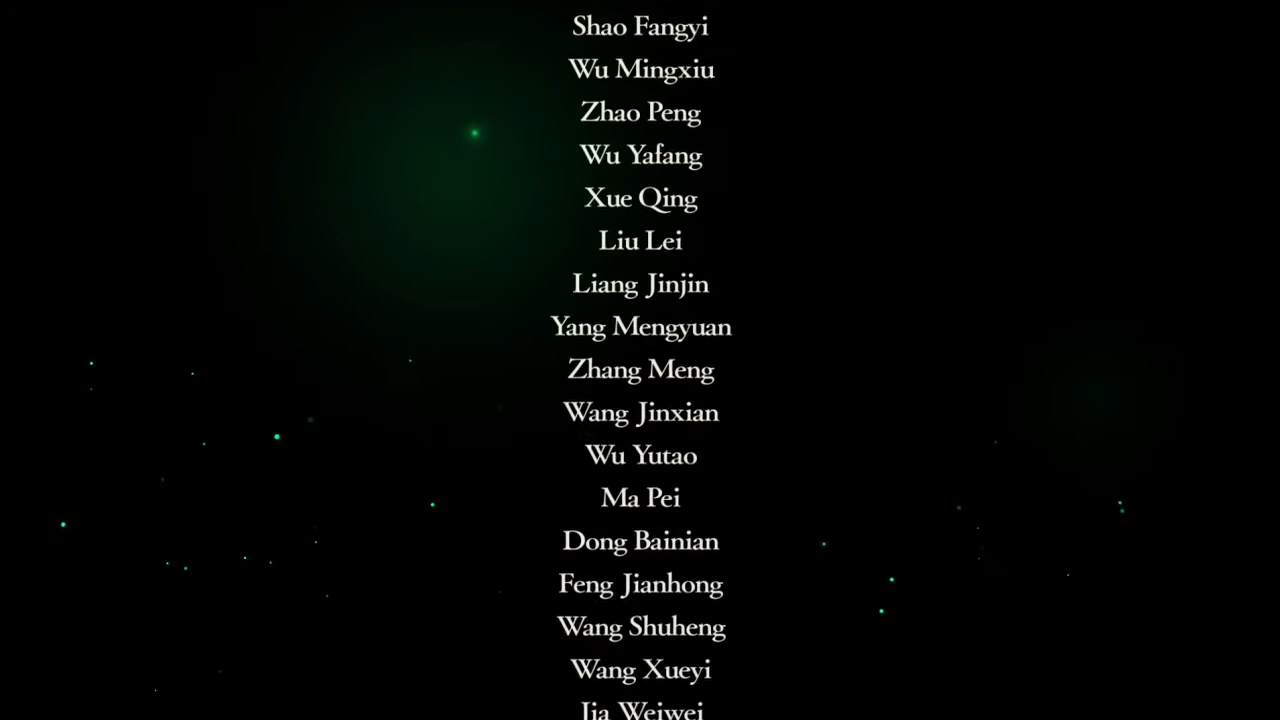 Shao Fangyi
Wu Mingxiu
Zhao Peng
Wu Yafang
Xue Qing
Liu Lei
Liang Jinjin
Yang Mengyuan
Zhang Meng
Wang Jinxian
Wu Yutao
Ma Pei
Dong Bainian
Feng Jianhong
Wang Shuheng
Wang Xueyi
Jia Weiwei